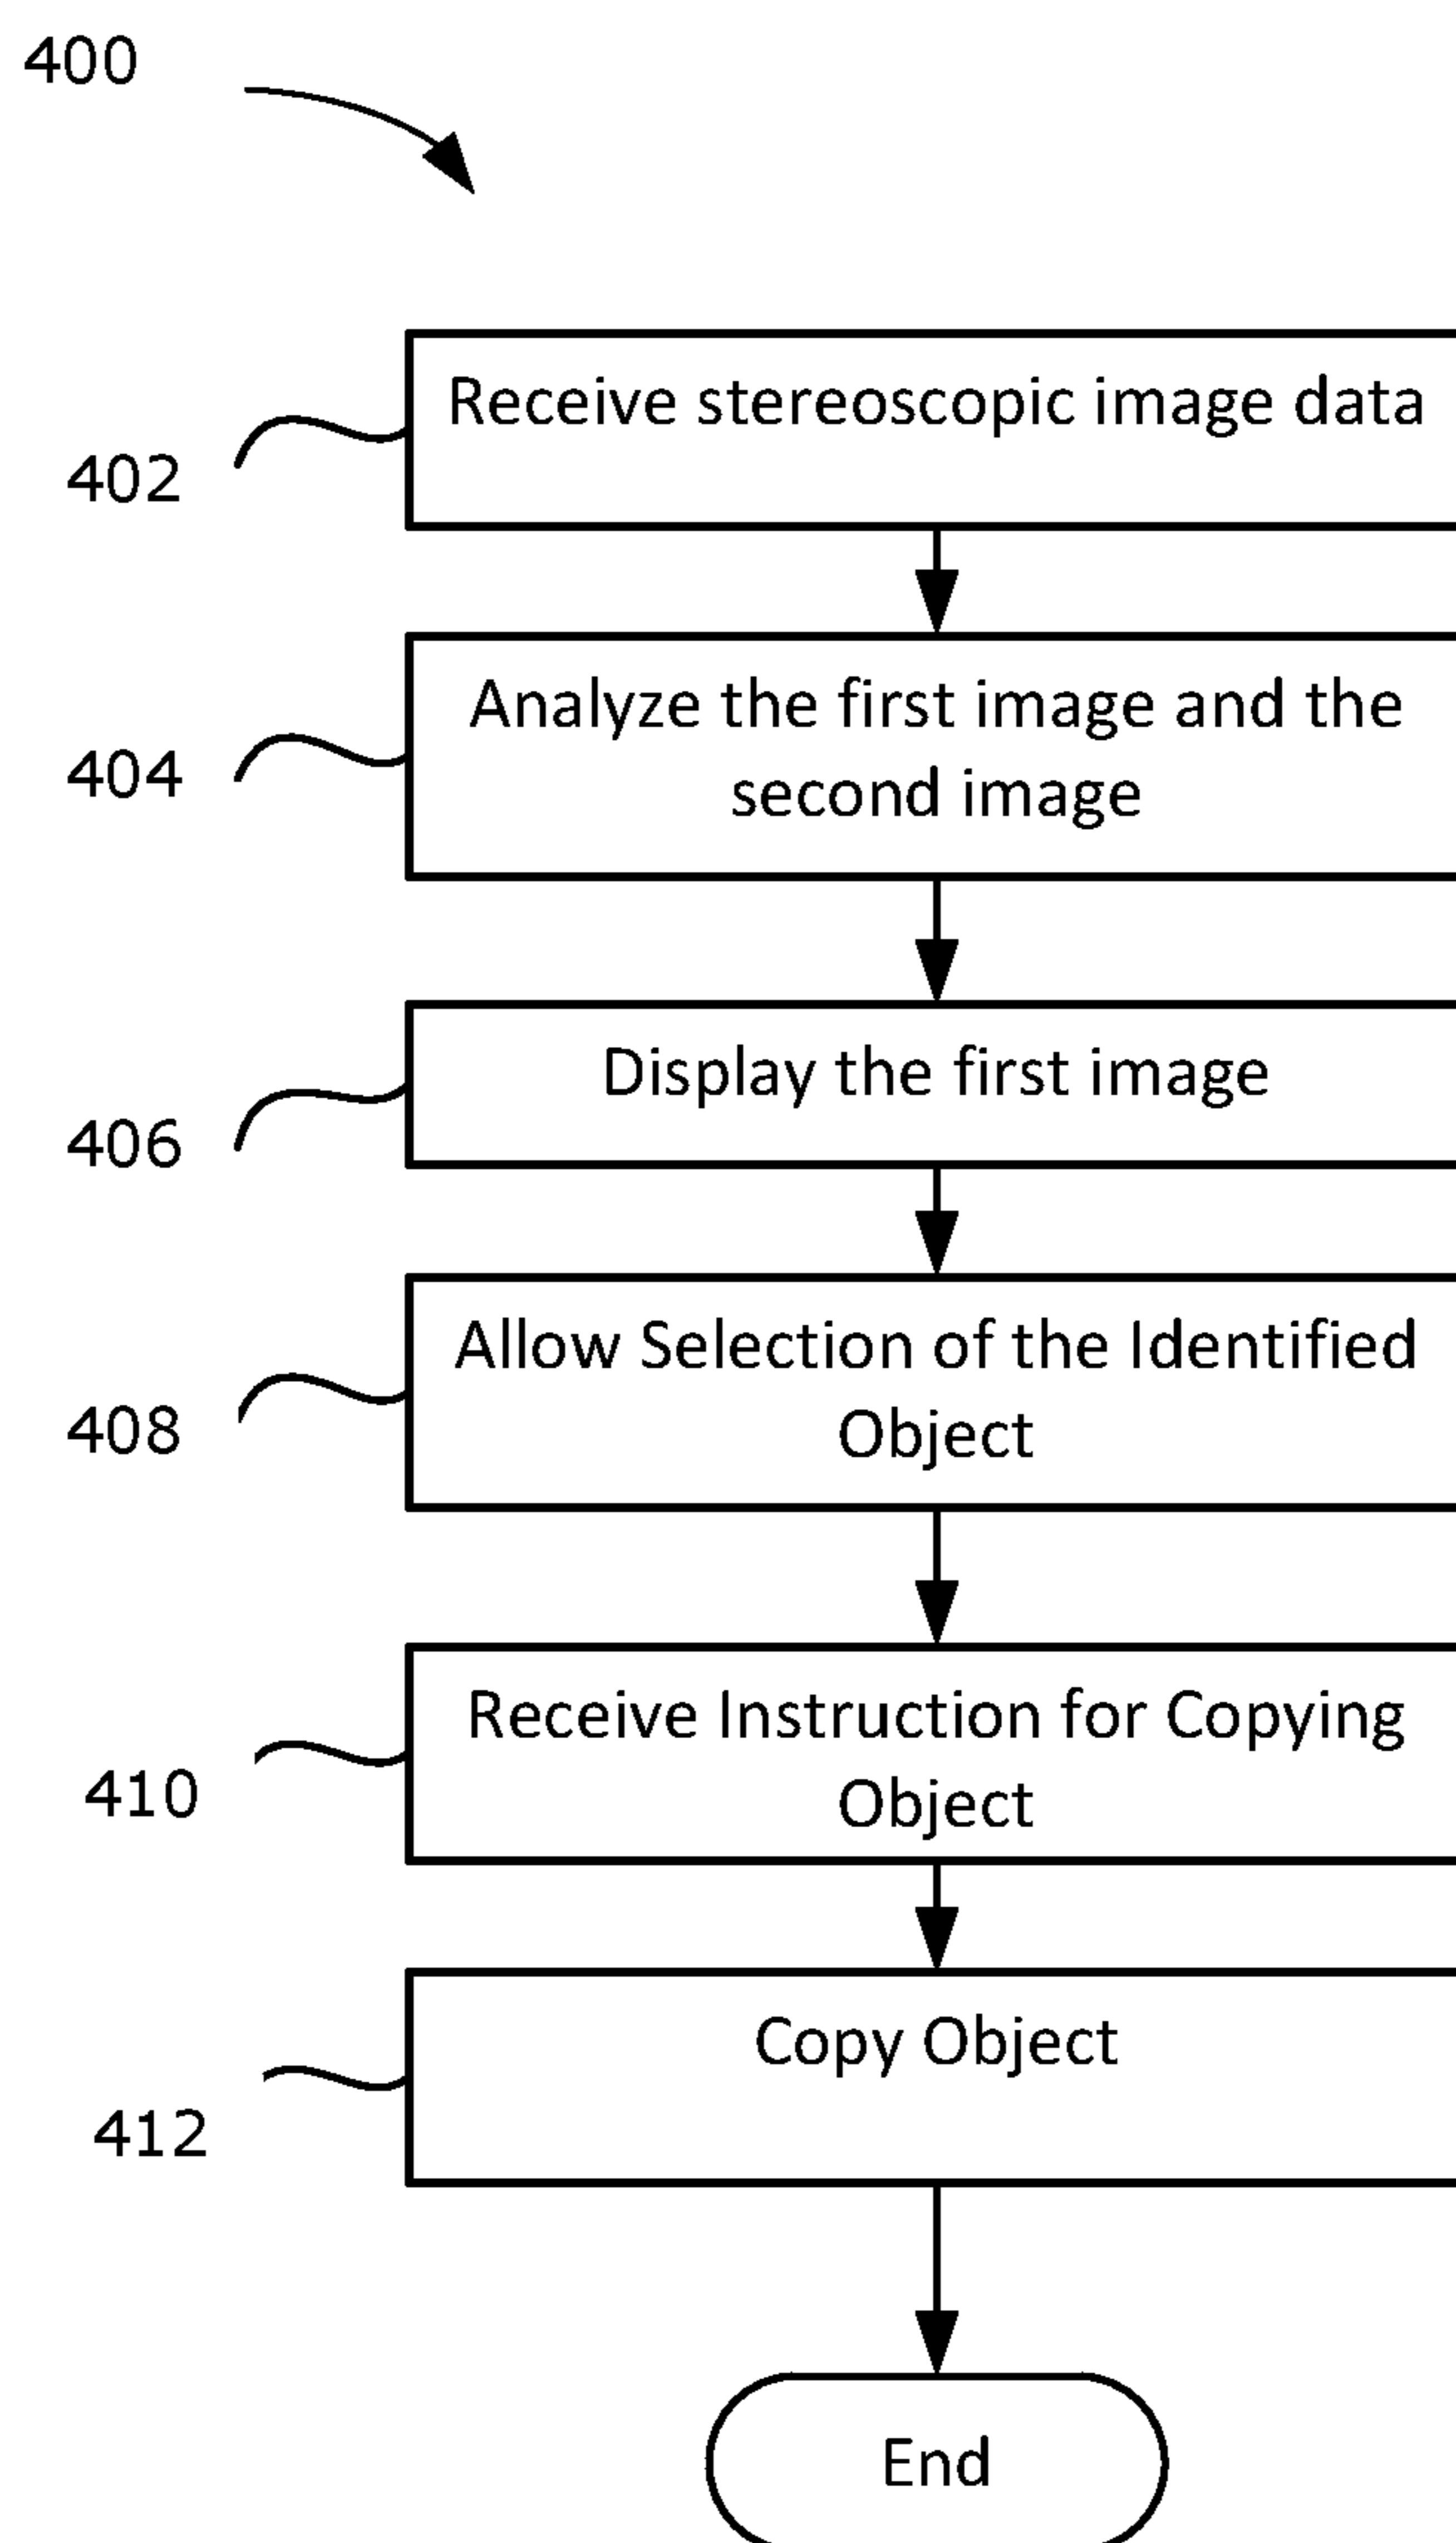 400
Receive stereoscopic image data
402
Analyze the first image and the
second image
404
Display the first image
406
Allow Selection of the Identified
Object
408
Receive Instruction for Copying
Object
410
Copy Object
412
End